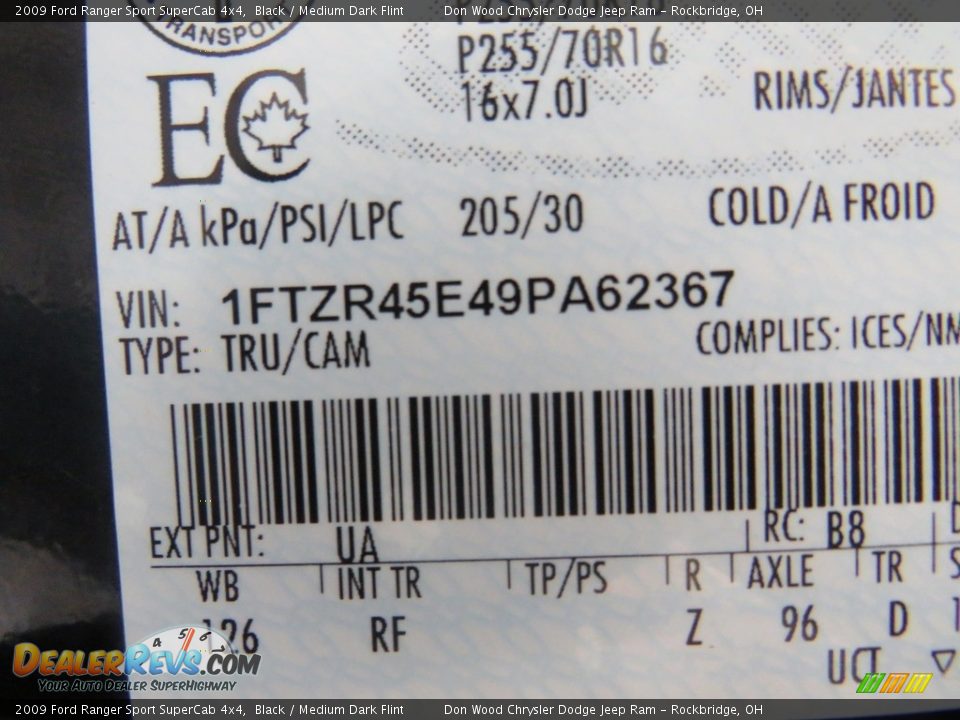 2009 Ford Ranger Sport SuperCab 4x4,  Black / Medium Dark Flint    Don Wood Chrysler Dodge Jeep Ram – Rockbridge, OH
TRANSPOR
P255/70R16
16x7.0J
RIMS/JANTES
EC
AT/A kPa/PSI/LPC 205/30 COLD/A FROID
VIN: 1FTZR45E49PA62367
TYPE: TRU/CAM COMPLIES: ICES/NM
EXT PNT: UA RC: B8
WB INT TR TP/PS R AXLE TR
126 RF Z 96 D
UCT
4 5 6
DealerRevs.com
Your Auto Dealer SuperHighway
2009 Ford Ranger Sport SuperCab 4x4,  Black / Medium Dark Flint    Don Wood Chrysler Dodge Jeep Ram – Rockbridge, OH